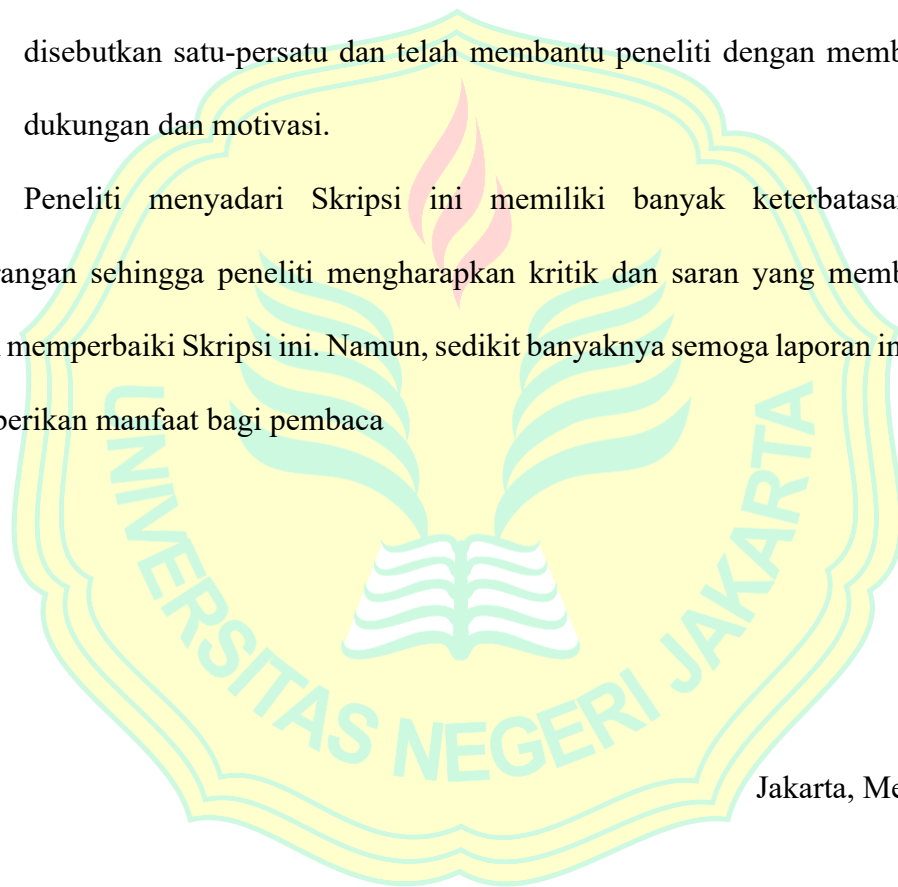 disebutkan satu-persatu dan telah membantu peneliti dengan memb
dukungan dan motivasi.
Peneliti menyadari Skripsi ini memiliki banyak keterbatasa
rangan sehingga peneliti mengharapkan kritik dan saran yang memb
memperbaiki Skripsi ini. Namun, sedikit banyaknya semoga laporan in
berikan manfaat bagi pembaca
UNIVERSITAS NEGERI JAKARTA
Jakarta, Me